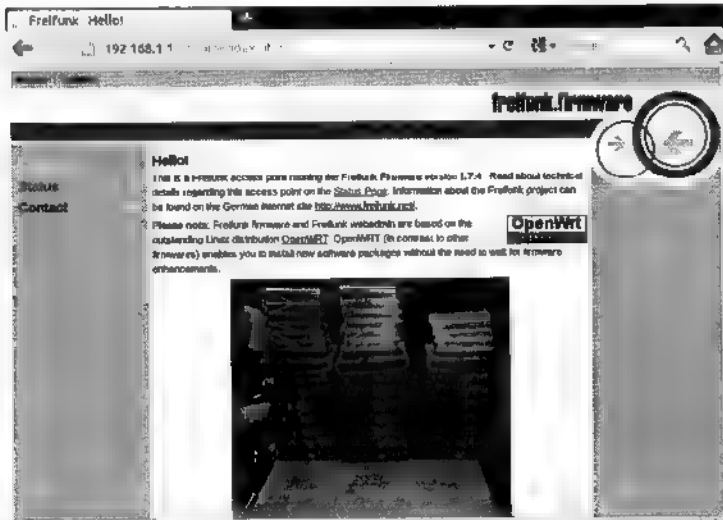 Freifunk Hello!
192 168.1 1
freifunk.firmware
Status
Contact
Hello!
This is a Freifunk access point running the Freifunk Firmware version 1.7.4 Read about technical
details regarding this access point on the Status Page. Information about the Freifunk project can
be found on the German internet site http://www.freifunk.net/.
Please note: Freifunk firmware and Freifunk webadmin are based on the
outstanding Linux distribution OpenWRT OpenWRT (in contrast to other
firmwares) enables you to install new software packages without the need to wait for firmware
enhancements.
OpenWrt